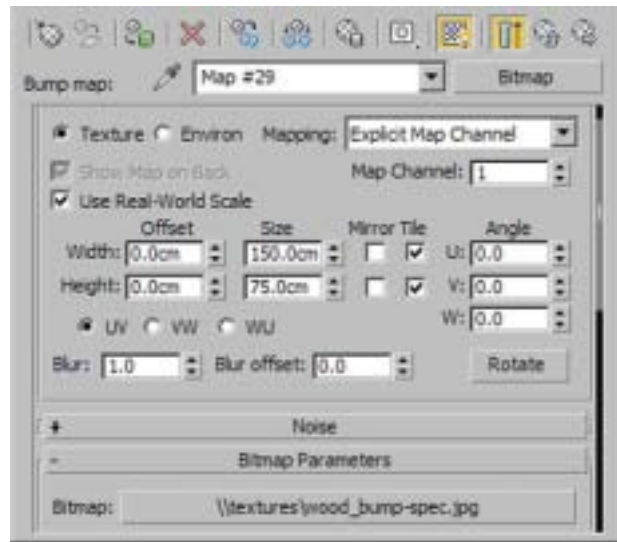 Bump map: Map #29 Bitmap
Texture Environ Mapping: Explicit Map Channel
Show Map on Back Map Channel: 1
Use Real-World Scale
Offset Size Mirror Tile Angle
Width: 0.0cm 150.0cm U: 0.0
Height: 0.0cm 75.0cm V: 0.0
UV VW WU W: 0.0
Blur: 1.0 Blur offset: 0.0 Rotate
+ Noise
- Bitmap Parameters
Bitmap: \\textures\wood_bump-spec.jpg